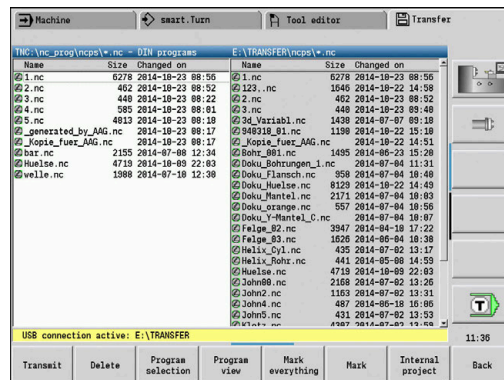 Machine
smart.Turn
Tool editor
Transfer
TNC:\nc_prog\ncps\*.nc - DIN programs
Name Size Changed on
1.nc 6278 2014-10-23 08:56
2.nc 462 2014-10-23 08:52
3.nc 440 2014-10-23 08:22
4.nc 585 2014-10-23 08:01
5.nc 4013 2014-10-23 08:18
_generated_by_AAG.nc 2014-10-23 08:17
_Kopie_fuer_AAG.nc 2014-10-23 08:17
bar.nc 2155 2014-07-08 12:34
Huelse.nc 4719 2014-10-09 22:03
welle.nc 1988 2014-07-10 12:30
E:\TRANSFER\ncps\*.nc
Name Size Changed on
1.nc 6278 2014-10-23 08:56
123,.nc 1646 2014-10-22 14:58
2.nc 462 2014-10-23 08:52
3.nc 440 2014-10-23 09:40
3d_Variabl.nc 1438 2014-07-07 09:10
940318_01.nc 1190 2014-10-22 15:10
_Kopie_fuer_AAG.nc 2014-10-22 14:51
Bohr_001.nc 1495 2014-06-23 15:20
Doku_Bohrungen_1.nc 2014-07-04 11:31
Doku_Flansch.nc 950 2014-07-04 10:40
Doku_Huelse.nc 8129 2014-10-22 14:49
Doku_Mantel.nc 2171 2014-07-04 10:03
Doku_orange.nc 557 2014-07-04 10:56
Doku_Y-Mantel_C.nc 2014-07-04 10:07
Felge_02.nc 3947 2014-04-10 17:22
Felge_03.nc 1626 2014-06-04 10:38
Helix_Cyl.nc 435 2014-07-02 13:17
Helix_Rohr.nc 441 2014-05-08 14:59
Huelse.nc 4719 2014-10-09 22:03
John00.nc 2168 2014-07-02 13:26
John2.nc 1163 2014-07-02 13:31
John4.nc 487 2014-06-18 16:06
John5.nc 431 2014-07-02 13:53
Klotz.nc 4307 2014-07-02 13:59
USB connection active: E:\TRANSFER
T
11:36
Transmit
Delete
Program selection
Program view
Mark everything
Mark
Internal project
Back